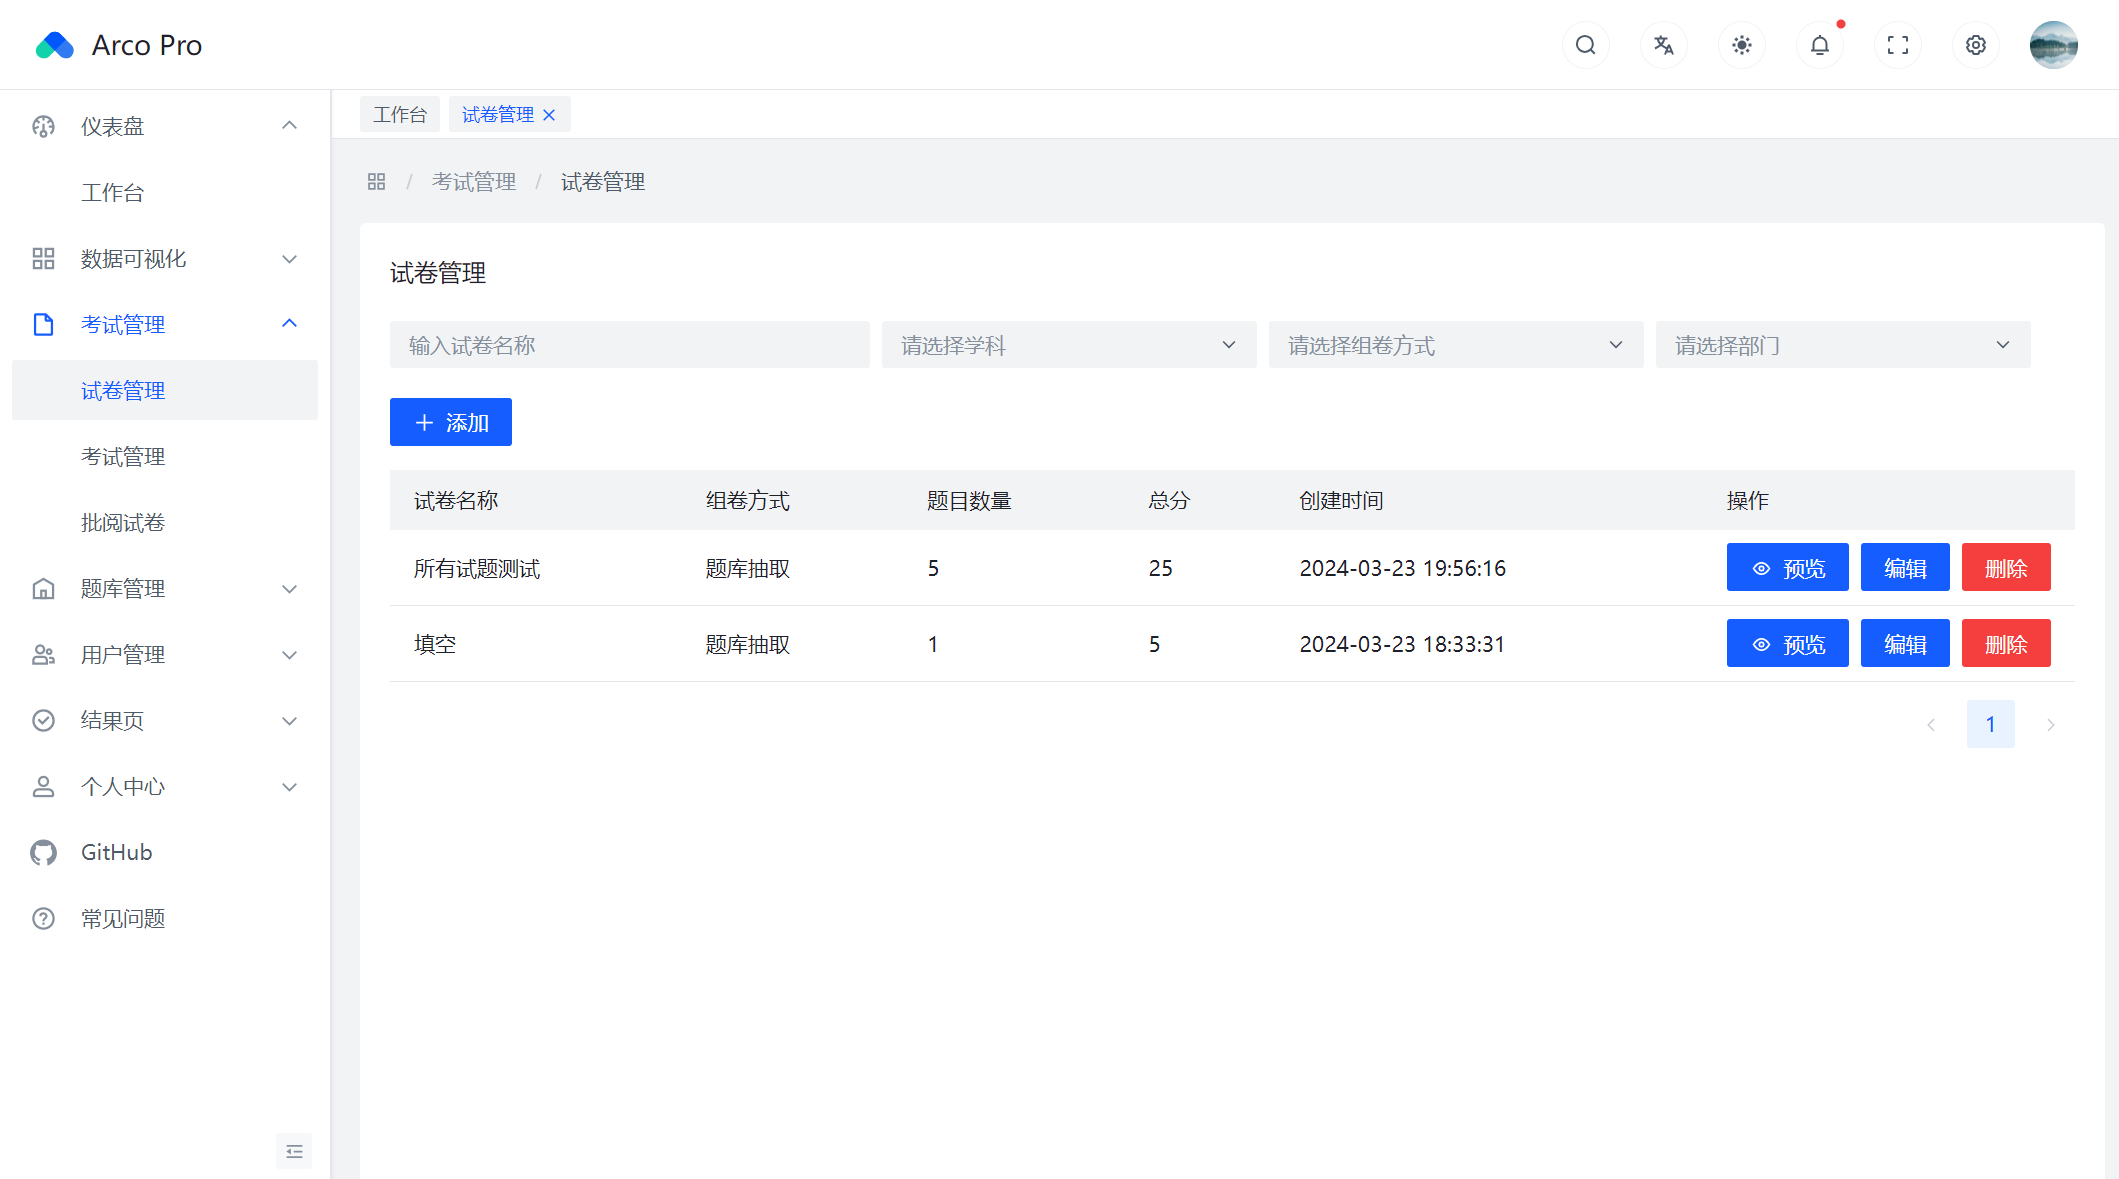 Arco Pro
仪表盘
工作台
数据可视化
考试管理
试卷管理
考试管理
批阅试卷
题库管理
用户管理
结果页
个人中心
GitHub
常见问题
工作台 试卷管理
/ 考试管理 / 试卷管理
试卷管理
输入试卷名称 请选择学科 请选择组卷方式 请选择部门
添加
试卷名称 组卷方式 题目数量 总分 创建时间 操作
所有试题测试 题库抽取 5 25 2024-03-23 19:56:16 预览 编辑 删除
填空 题库抽取 1 5 2024-03-23 18:33:31 预览 编辑 删除
1